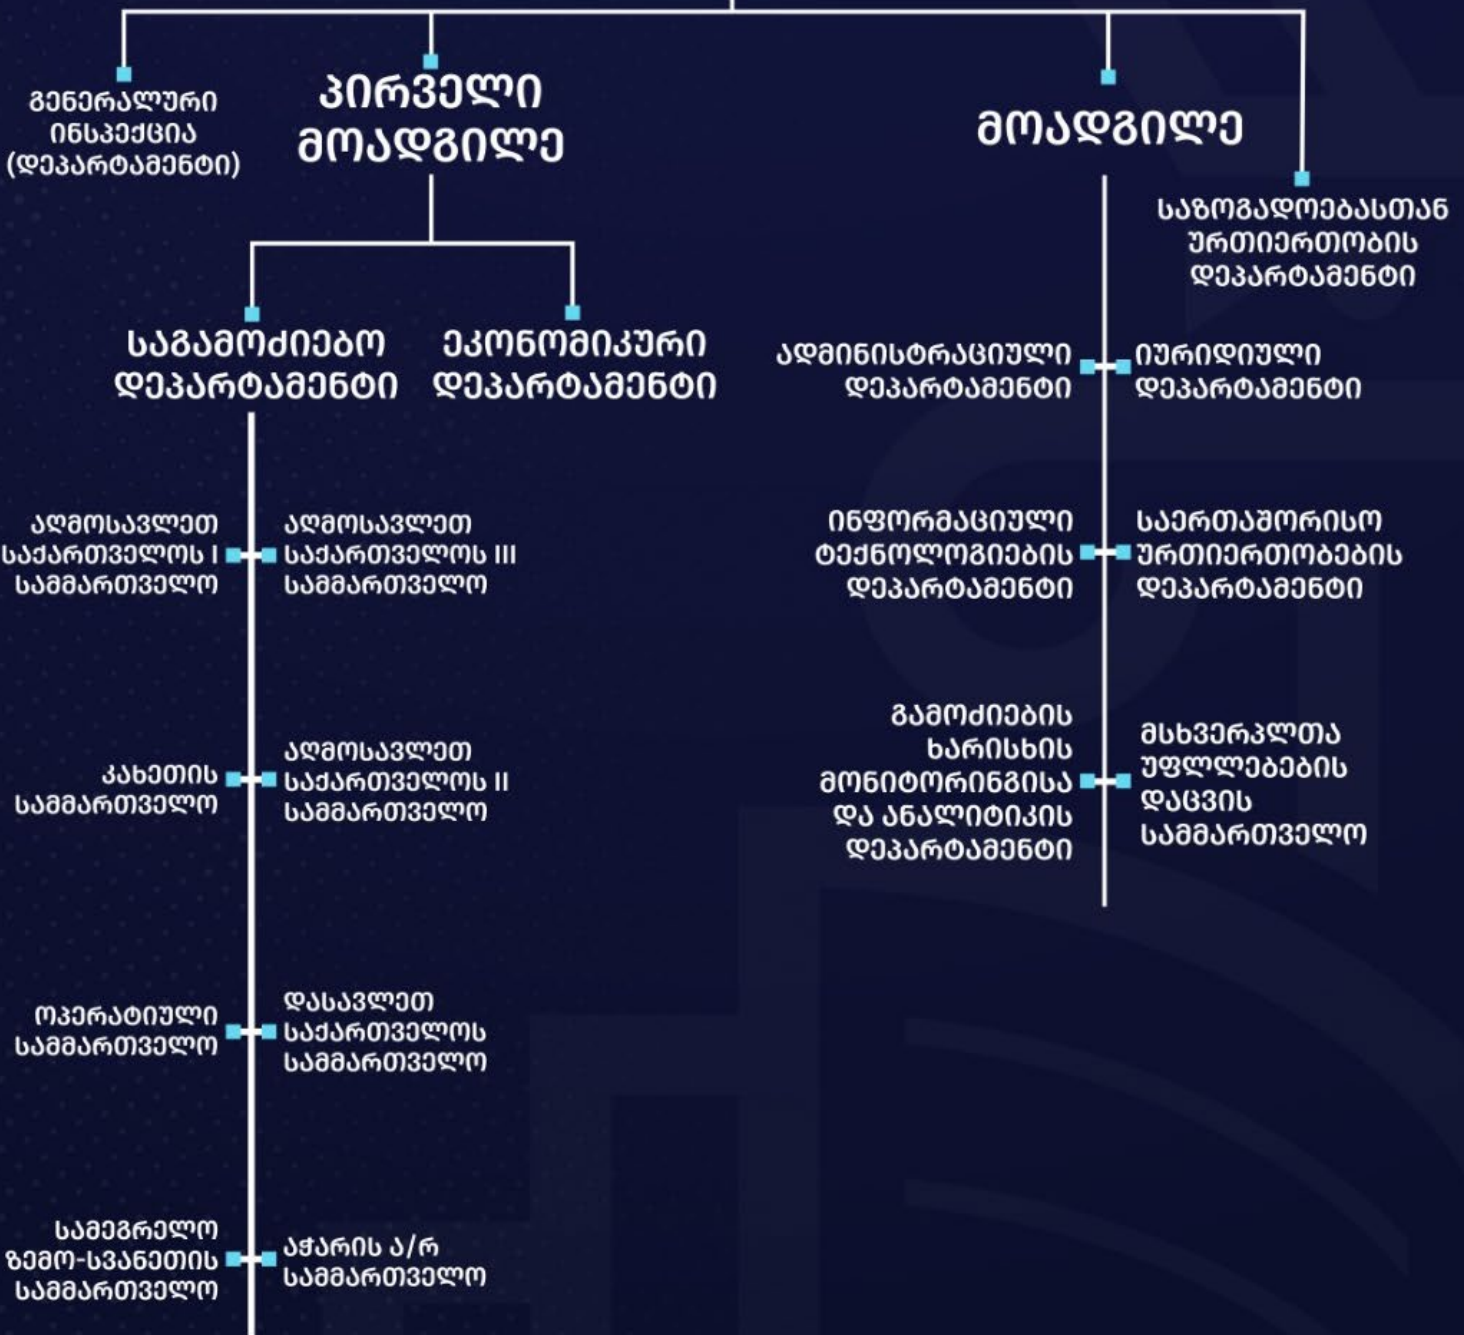 გენერალური
ინსპექცია
(დეპარტამენტი)
პირველი
მოადგილე
მოადგილე
საზოგადოებასთან
ურთიერთობის
დეპარტამენტი
საგამოძიებო
დეპარტამენტი
ეკონომიკური
დეპარტამენტი
აღმოსავლეთ
საქართველოს I
სამმართველო
აღმოსავლეთ
საქართველოს III
სამმართველო
კახეთის
სამმართველო
აღმოსავლეთ
საქართველოს II
სამმართველო
ოპერატიული
სამმართველო
დასავლეთ
საქართველოს
სამმართველო
სამეგრელო
ზემო-სვანეთის
სამმართველო
აჭარის ა/რ
სამმართველო
ადმინისტრაციული
დეპარტამენტი
იურიდიული
დეპარტამენტი
ინფორმაციული
ტექნოლოგიების
დეპარტამენტი
საერთაშორისო
ურთიერთობების
დეპარტამენტი
გამოძიების
ხარისხის
მონიტორინგისა
და ანალიტიკის
დეპარტამენტი
მსხვერპლთა
უფლლებების
დაცვის
სამმართველო